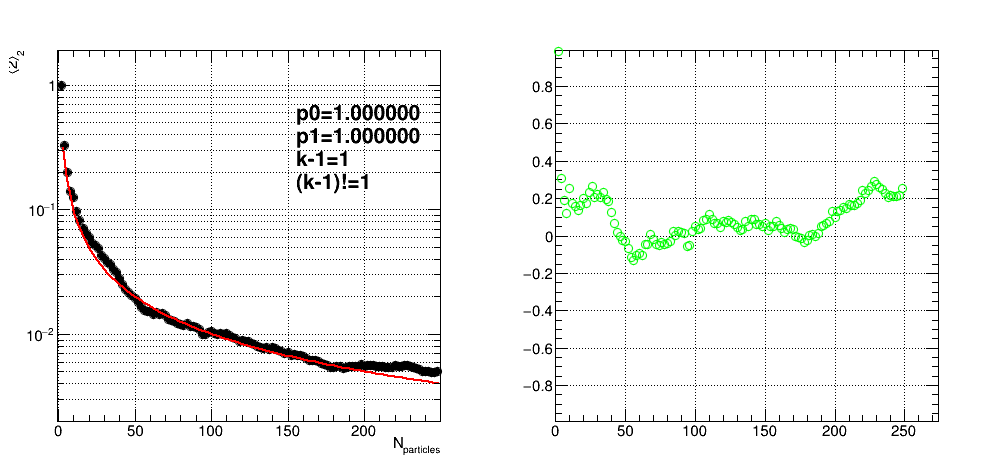 ⟨2⟩₂
p0=1.000000
p1=1.000000
k-1=1
(k-1)!=1
1
10⁻¹
10⁻²
0 50 100 150 200
N_particles
0.8
0.6
0.4
0.2
0
−0.2
−0.4
−0.6
−0.8
0 50 100 150 200 250